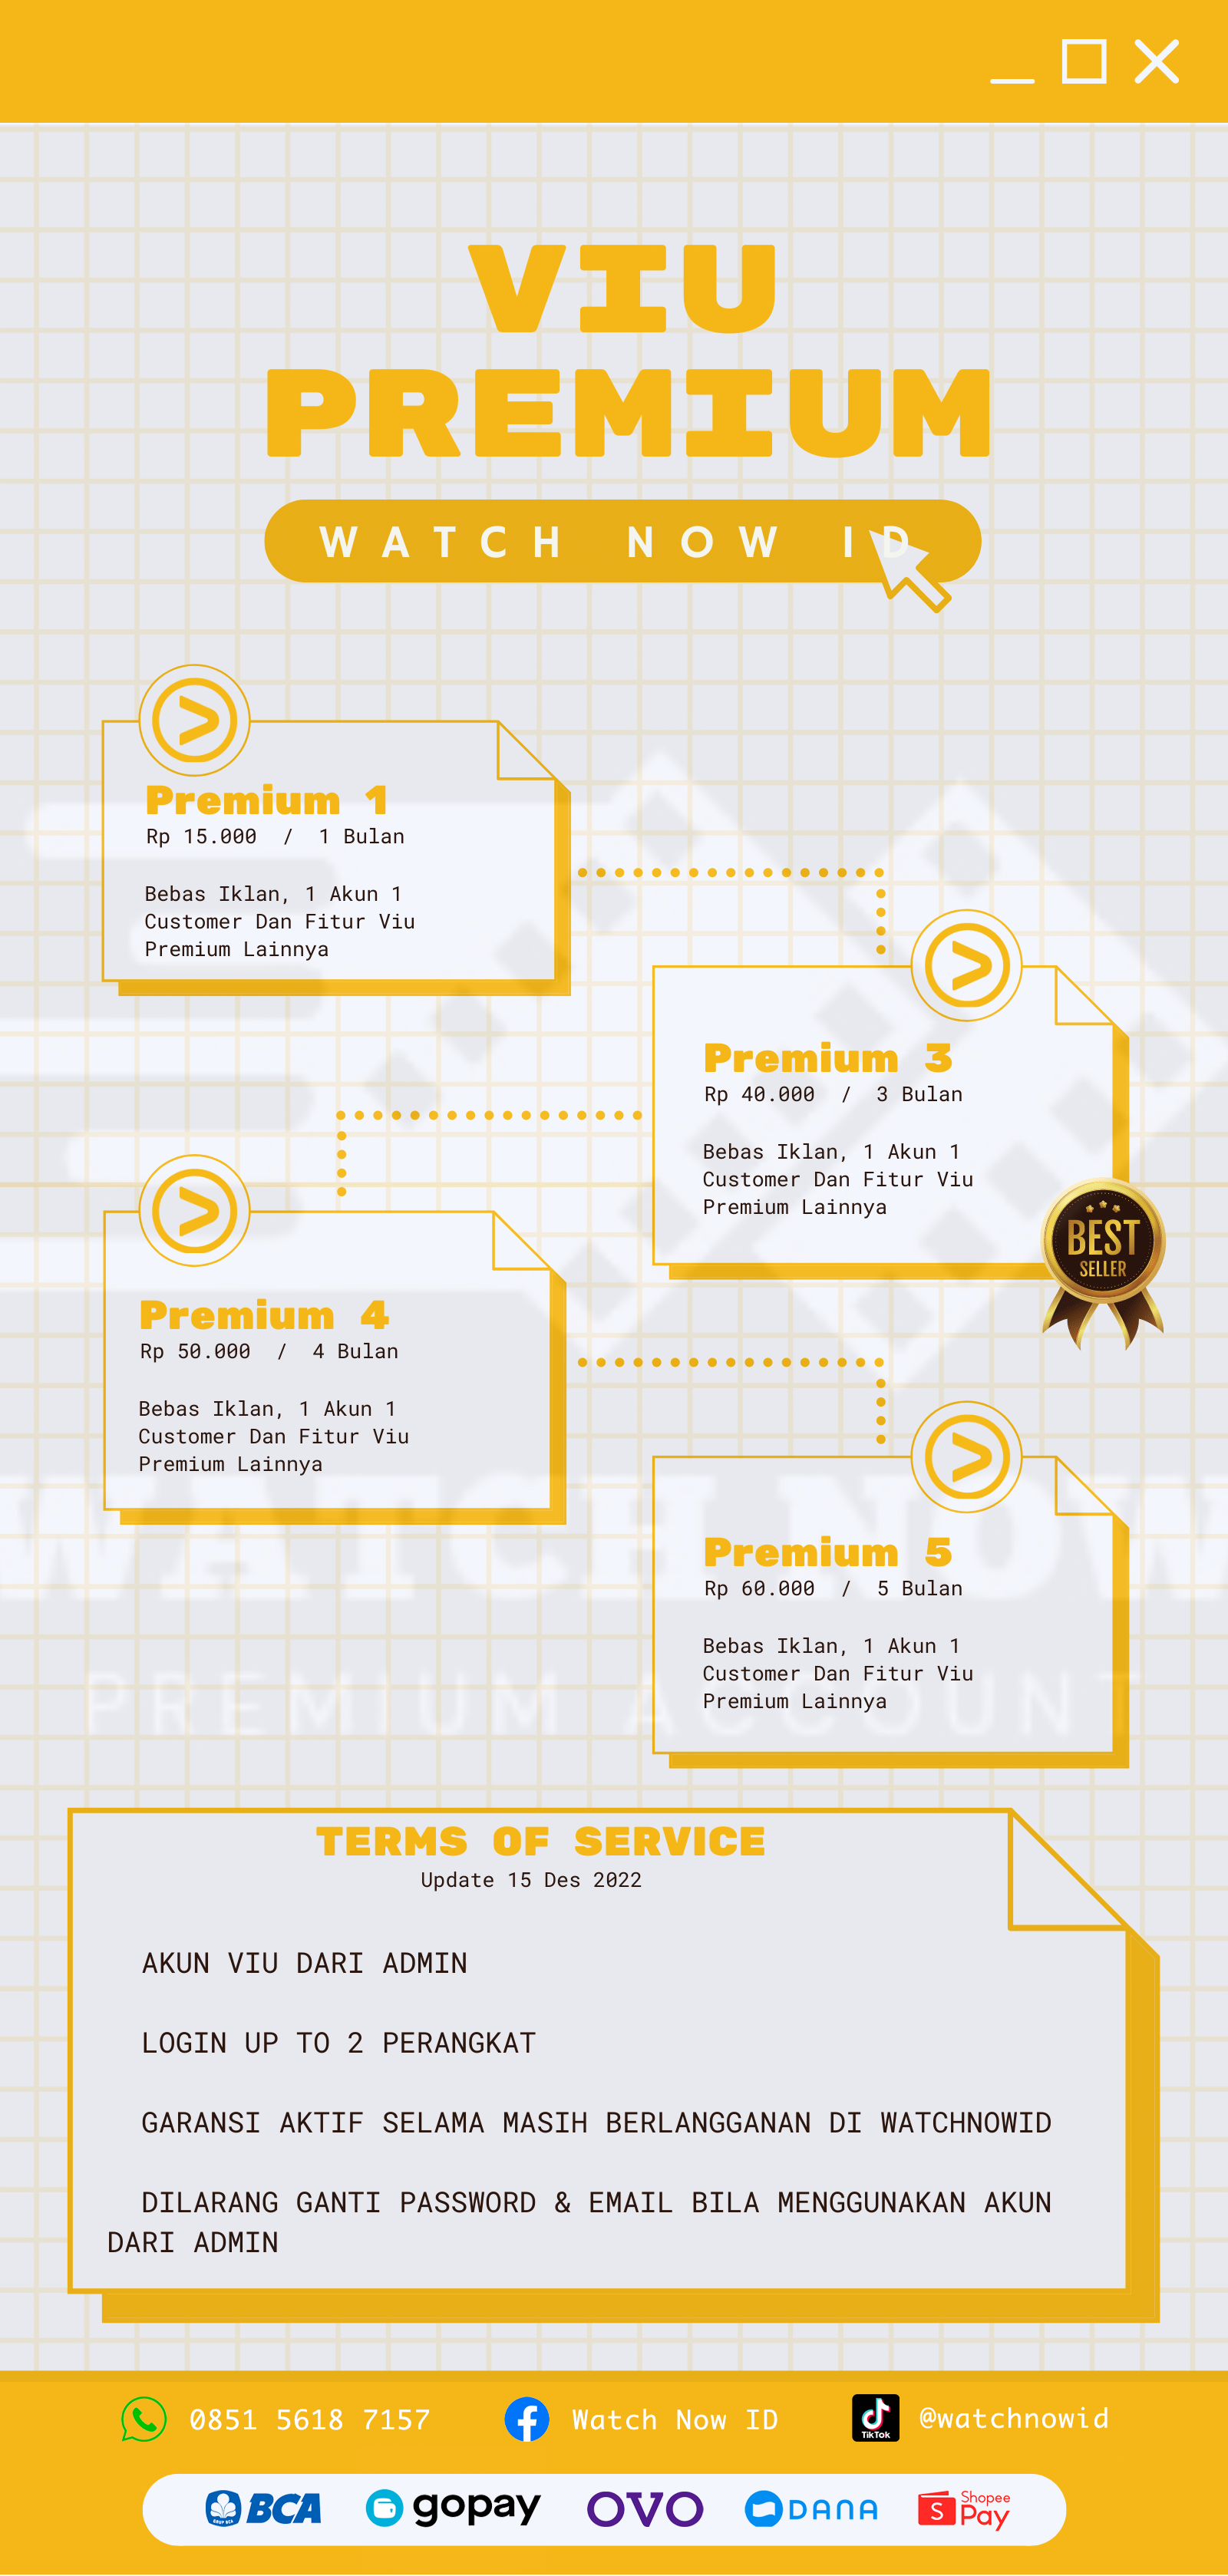 VIU
PREMIUM
WATCH NOW ID
Premium 1
Rp 15.000 / 1 Bulan
Bebas Iklan, 1 Akun 1
Customer Dan Fitur Viu
Premium Lainnya
Premium 3
Rp 40.000 / 3 Bulan
Bebas Iklan, 1 Akun 1
Customer Dan Fitur Viu
Premium Lainnya
BEST
SELLER
Premium 4
Rp 50.000 / 4 Bulan
Bebas Iklan, 1 Akun 1
Customer Dan Fitur Viu
Premium Lainnya
WATCH NOW
Premium 5
Rp 60.000 / 5 Bulan
Bebas Iklan, 1 Akun 1
Customer Dan Fitur Viu
Premium Lainnya
PREMIUM ACCOUNT
TERMS OF SERVICE
Update 15 Des 2022
AKUN VIU DARI ADMIN
LOGIN UP TO 2 PERANGKAT
GARANSI AKTIF SELAMA MASIH BERLANGGANAN DI WATCHNOWID
DILARANG GANTI PASSWORD & EMAIL BILA MENGGUNAKAN AKUN
DARI ADMIN
0851 5618 7157
Watch Now ID
TikTok
@watchnowid
BCA
gopay
OVO
DANA
Shopee
Pay